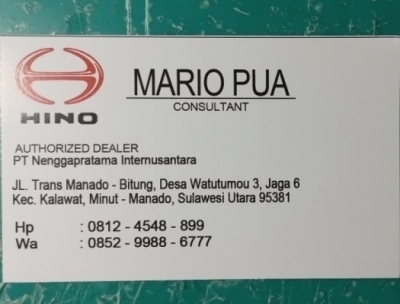 HINO
MARIO PUA
CONSULTANT
AUTHORIZED DEALER
PT Nenggapratama Internusantara
JL. Trans Manado - Bitung, Desa Watutumou 3, Jaga 6
Kec. Kalawat, Minut - Manado, Sulawesi Utara 95381
Hp : 0812 - 4548 - 899
Wa : 0852 - 9988 - 6777